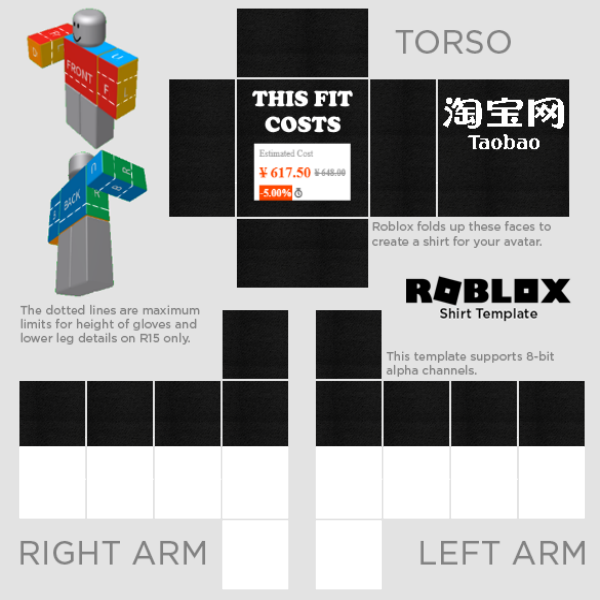 TORSO
THIS FIT
COSTS
Estimated Cost
¥ 617.50 ¥ 648.00
-5.00%
淘宝网
Taobao
FRONT
F
L
BACK
Roblox folds up these faces to
create a shirt for your avatar.
ROBLOX
Shirt Template
The dotted lines are maximum
limits for height of gloves and
lower leg details on R15 only.
This template supports 8-bit
alpha channels.
RIGHT ARM
LEFT ARM